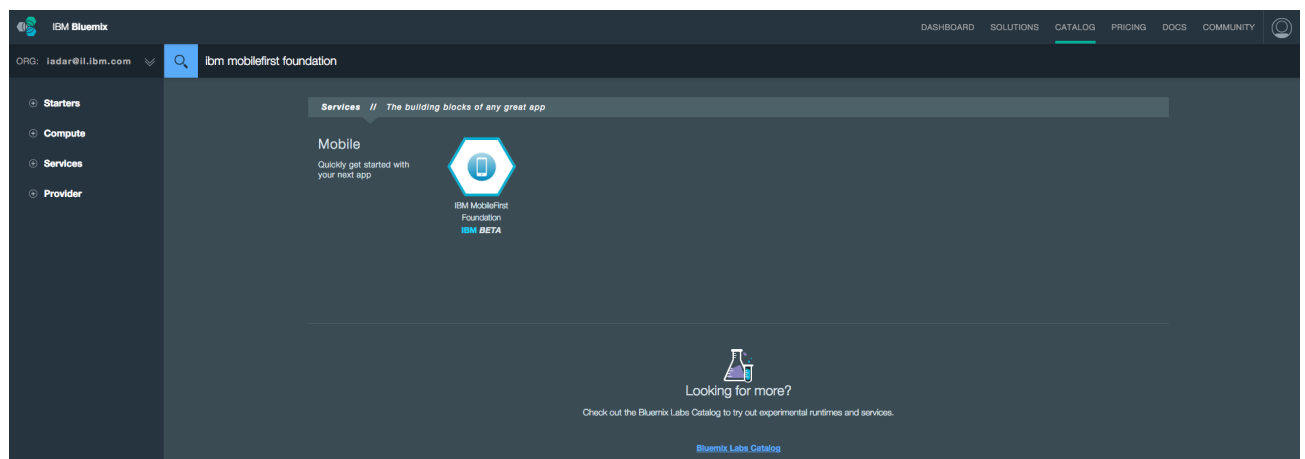 IBM Bluemix
DASHBOARD SOLUTIONS CATALOG PRICING DOCS COMMUNITY
ORG: iadar@il.ibm.com
ibm mobilefirst foundation
Starters
Compute
Services
Provider
Services // The building blocks of any great app
Mobile
Quickly get started with
your next app
IBM MobileFirst
Foundation
IBM BETA
Looking for more?
Check out the Bluemix Labs Catalog to try out experimental runtimes and services.
Bluemix Labs Catalog